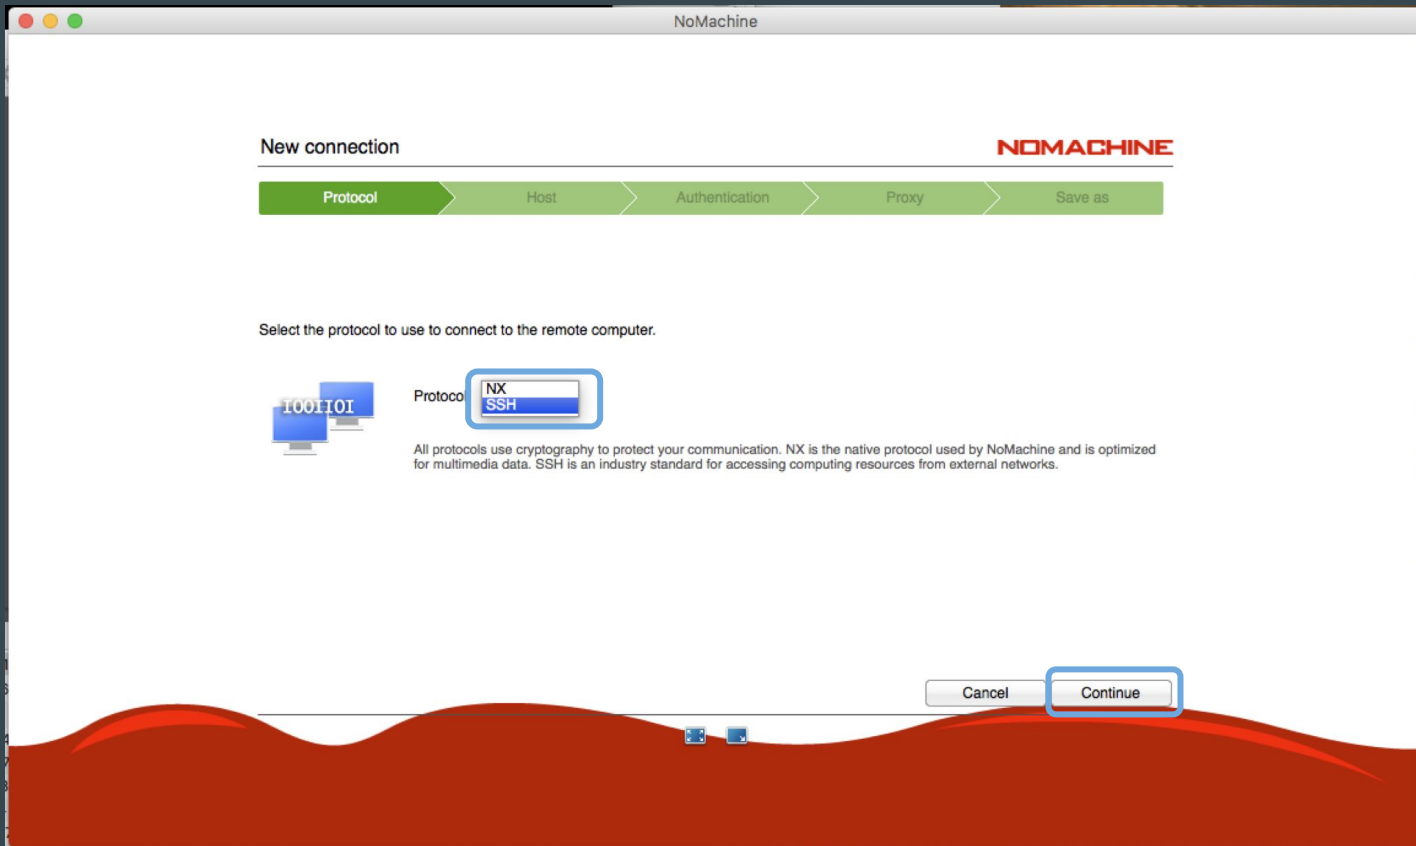 NoMachine
New connection
NOMACHINE
Protocol
Host
Authentication
Proxy
Save as
Select the protocol to use to connect to the remote computer.
I00II0I
Protocol
NX
SSH
All protocols use cryptography to protect your communication. NX is the native protocol used by NoMachine and is optimized
for multimedia data. SSH is an industry standard for accessing computing resources from external networks.
Cancel
Continue